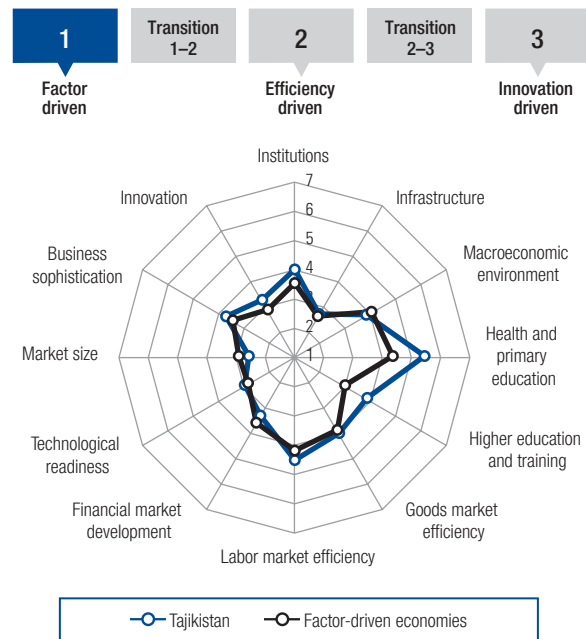 1
Transition
1–2
2
Transition
2–3
3
Factor
driven
Efficiency
driven
Innovation
driven
Institutions
7
Innovation
Infrastructure
6
5
Business
sophistication
Macroeconomic
environment
4
3
2
Market size
1
Health and
primary
education
Technological
readiness
Higher education
and training
Financial market
development
Goods market
efficiency
Labor market efficiency
Tajikistan
Factor-driven economies